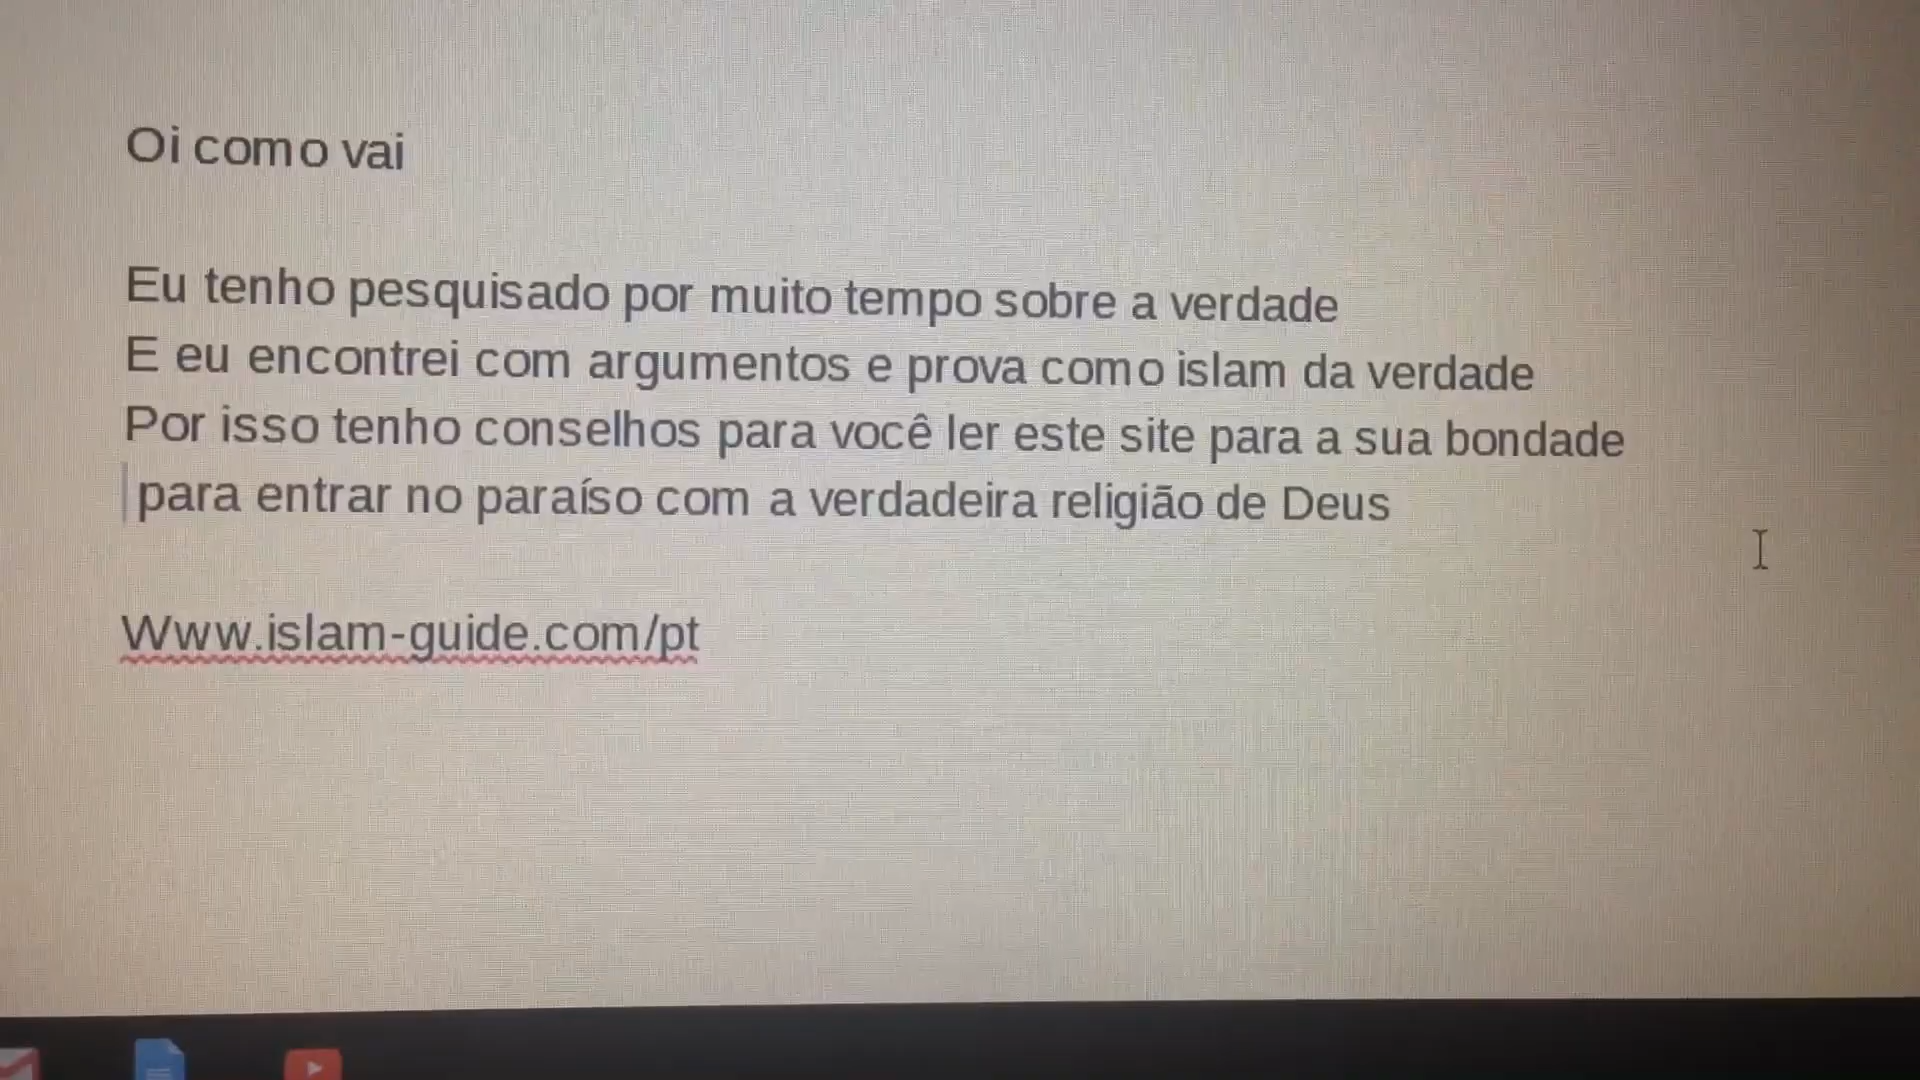 Oi como vai
Eu tenho pesquisado por muito tempo sobre a verdade
E eu encontrei com argumentos e prova como islam da verdade
Por isso tenho conselhos para você ler este site para a sua bondade
para entrar no paraíso com a verdadeira religião de Deus
Www.islam-guide.com/pt